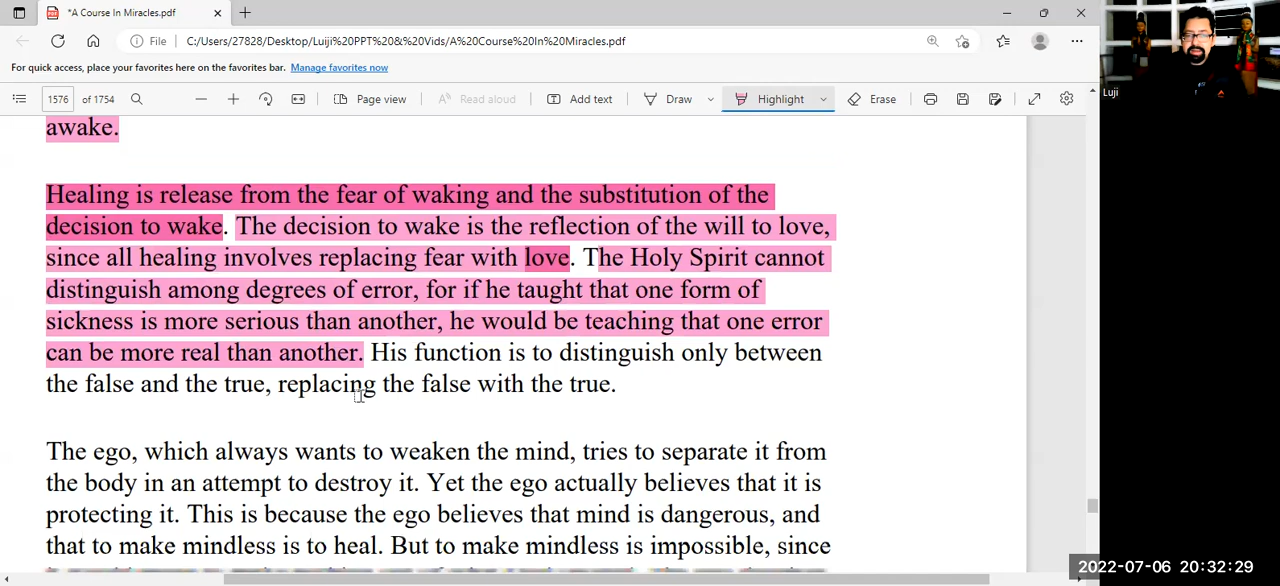 *A Course In Miracles.pdf
File
C:/Users/27828/Desktop/Luiji%20PPT%20&%20Vids/A%20Course%20In%20Miracles.pdf
For quick access, place your favorites here on the favorites bar. Manage favorites now
1576 of 1754
Page view
Read aloud
Add text
Draw
Highlight
Erase
awake.
Healing is release from the fear of waking and the substitution of the
decision to wake. The decision to wake is the reflection of the will to love,
since all healing involves replacing fear with love. The Holy Spirit cannot
distinguish among degrees of error, for if he taught that one form of
sickness is more serious than another, he would be teaching that one error
can be more real than another. His function is to distinguish only between
the false and the true, replacing the false with the true.
The ego, which always wants to weaken the mind, tries to separate it from
the body in an attempt to destroy it. Yet the ego actually believes that it is
protecting it. This is because the ego believes that mind is dangerous, and
that to make mindless is to heal. But to make mindless is impossible, since
Luji
2022-07-06 20:32:29